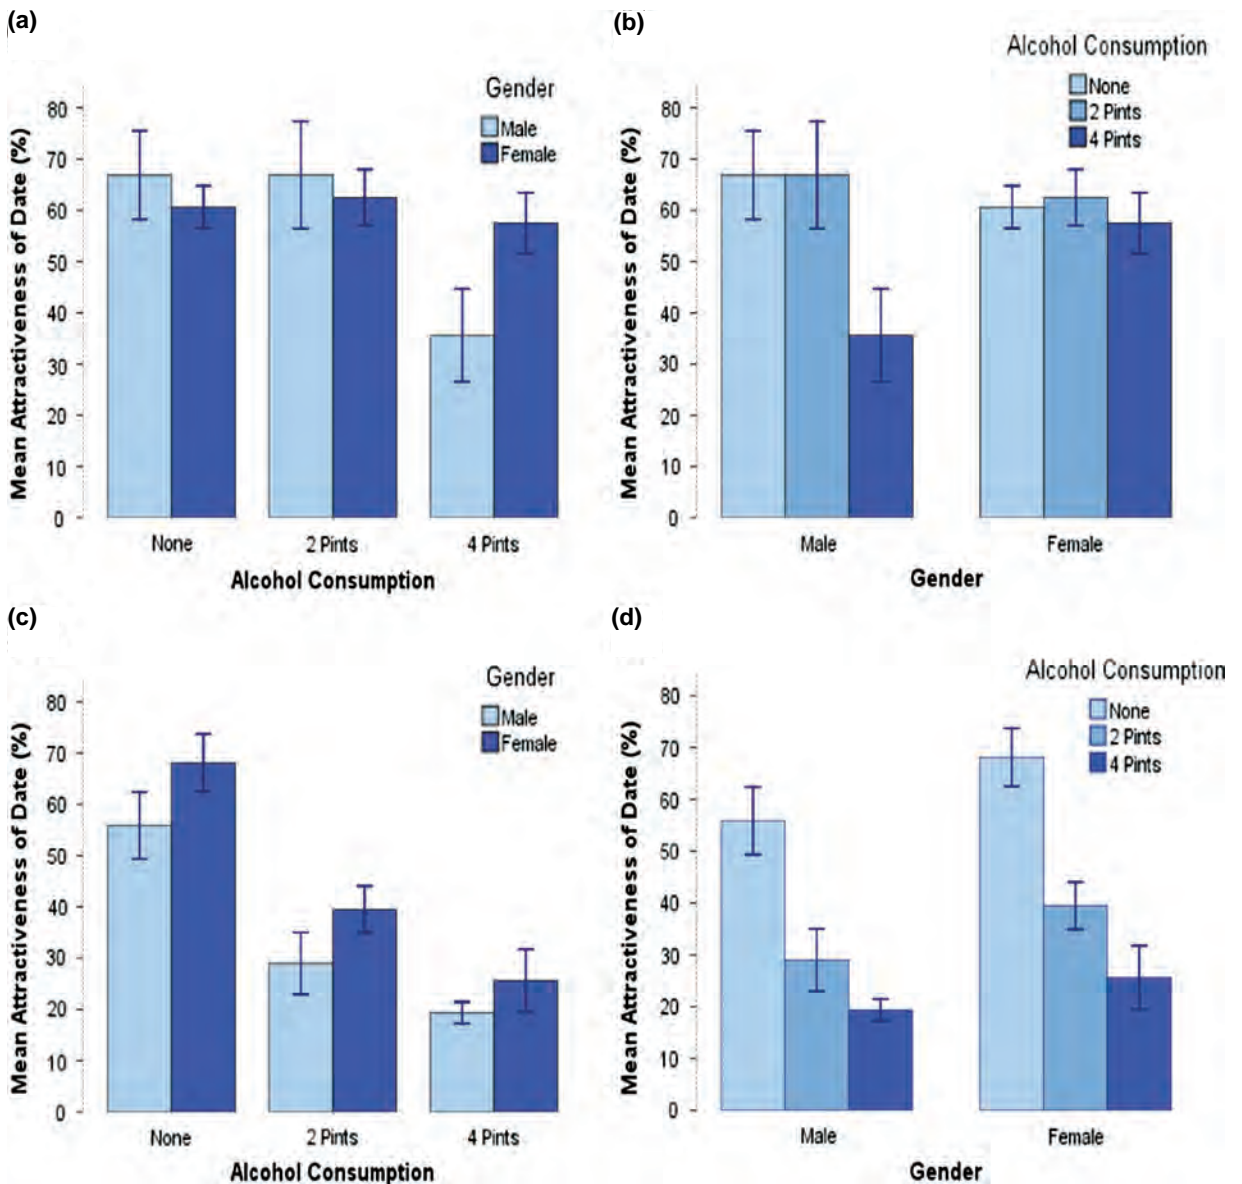 (a)
Gender
Male
Female
80
70
60
50
40
30
20
10
0
Mean Attractiveness of Date (%)
None 2 Pints 4 Pints
Alcohol Consumption
(b)
Alcohol Consumption
None
2 Pints
4 Pints
80
70
60
50
40
30
20
10
0
Mean Attractiveness of Date (%)
Male Female
Gender
(c)
Gender
Male
Female
80
70
60
50
40
30
20
10
0
Mean Attractiveness of Date (%)
None 2 Pints 4 Pints
Alcohol Consumption
(d)
Alcohol Consumption
None
2 Pints
4 Pints
80
70
60
50
40
30
20
10
0
Mean Attractiveness of Date (%)
Male Female
Gender